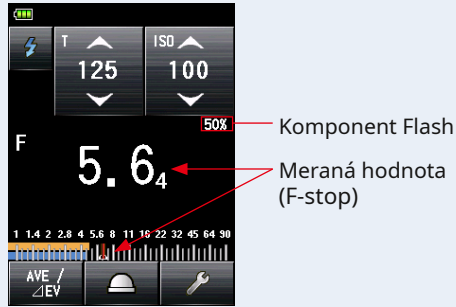 T
ISO
125
100
50%
Komponent Flash
F
5.6₄
Meraná hodnota
(F-stop)
1 1.4 2 2.8 4 5.6 8 11 16 22 32 45 64 90
AVE /
⊿EV